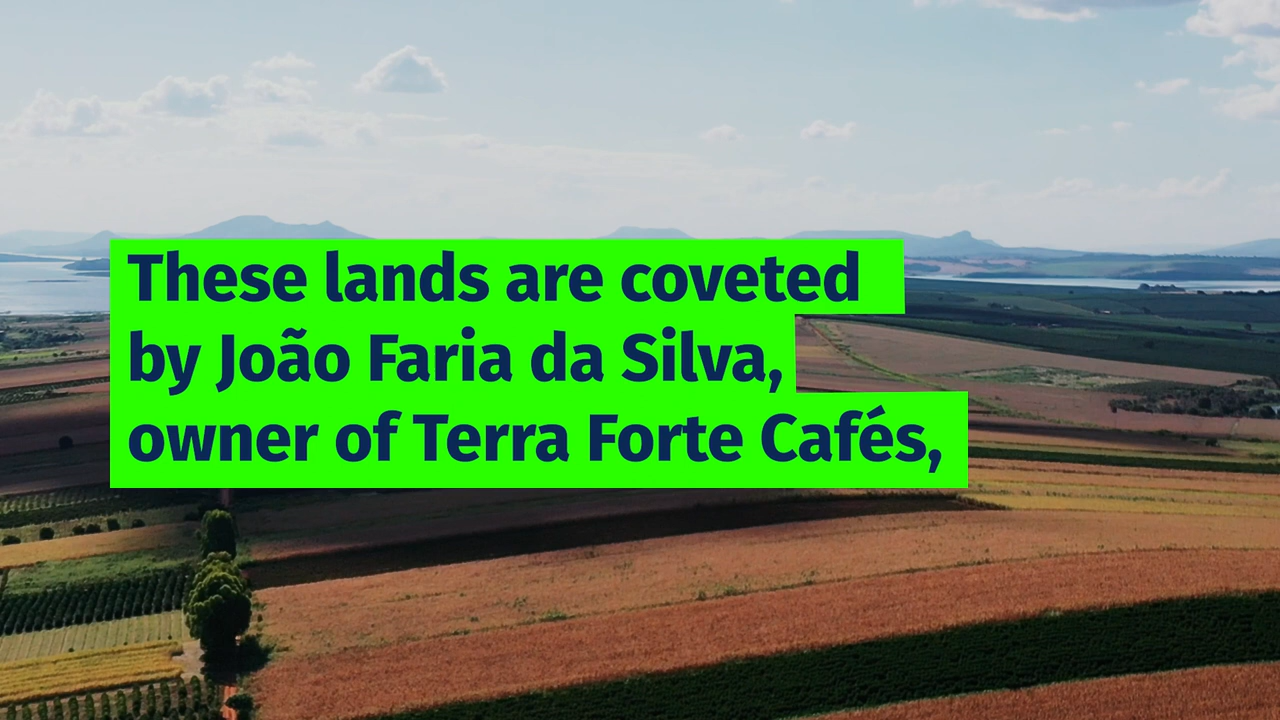 These lands are coveted
by João Faria da Silva,
owner of Terra Forte Cafés,